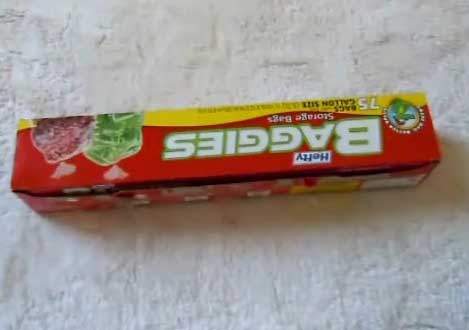 Hefty
BAGGIES
Storage Bags
75 BAGS
GALLON SIZE